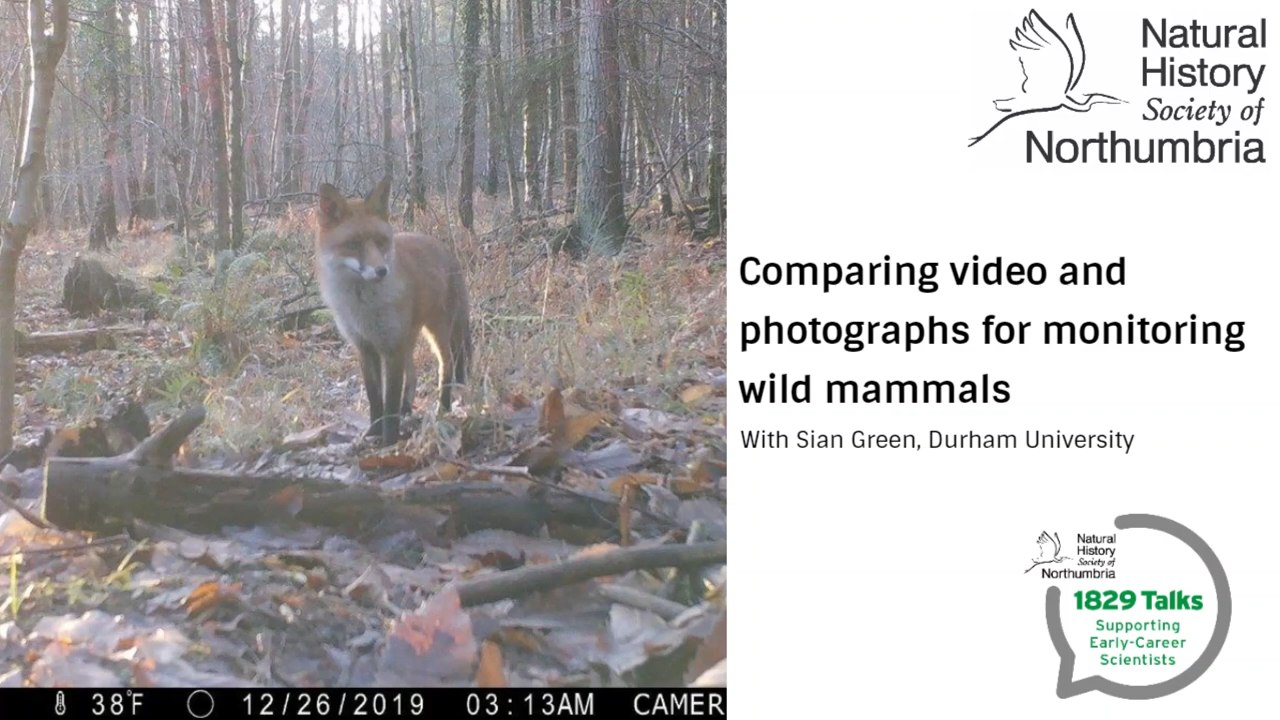 Natural
History
Society of
Northumbria
Comparing video and
photographs for monitoring
wild mammals
With Sian Green, Durham University
Natural
History
Society of
Northumbria
1829 Talks
Supporting
Early-Career
Scientists
38°F 12/26/2019 03:13AM CAMER